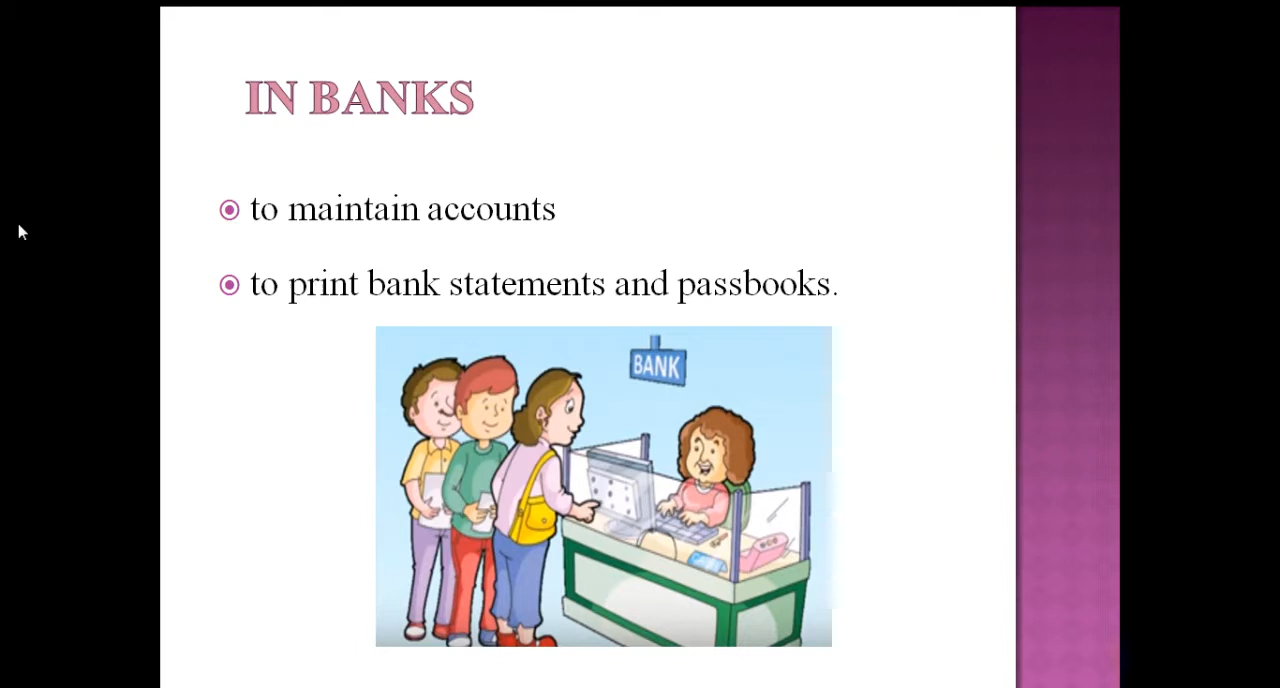 IN BANKS
to maintain accounts
to print bank statements and passbooks.
BANK